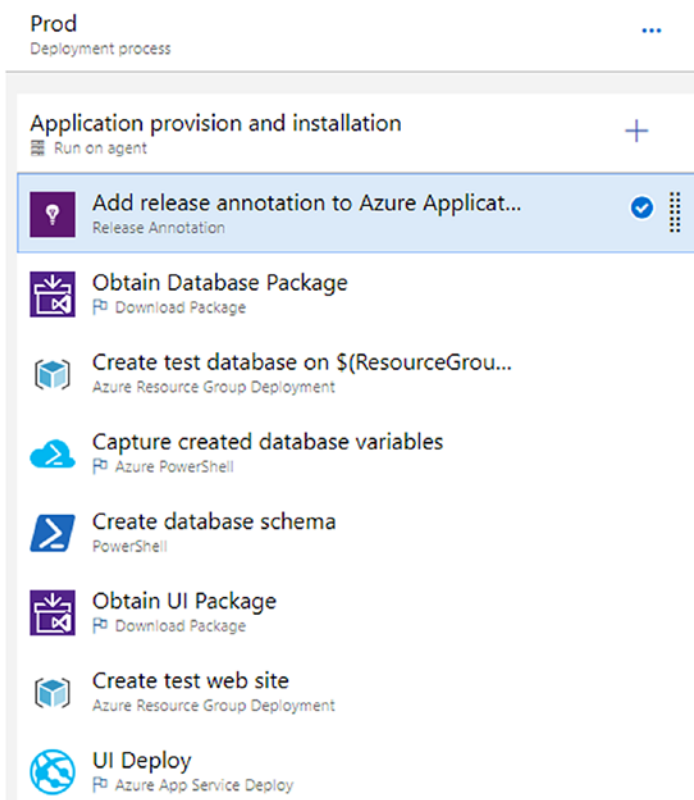 Prod
Deployment process
Application provision and installation
Run on agent
Add release annotation to Azure Applicat...
Release Annotation
Obtain Database Package
Download Package
Create test database on $(ResourceGrou...
Azure Resource Group Deployment
Capture created database variables
Azure PowerShell
Create database schema
PowerShell
Obtain UI Package
Download Package
Create test web site
Azure Resource Group Deployment
UI Deploy
Azure App Service Deploy